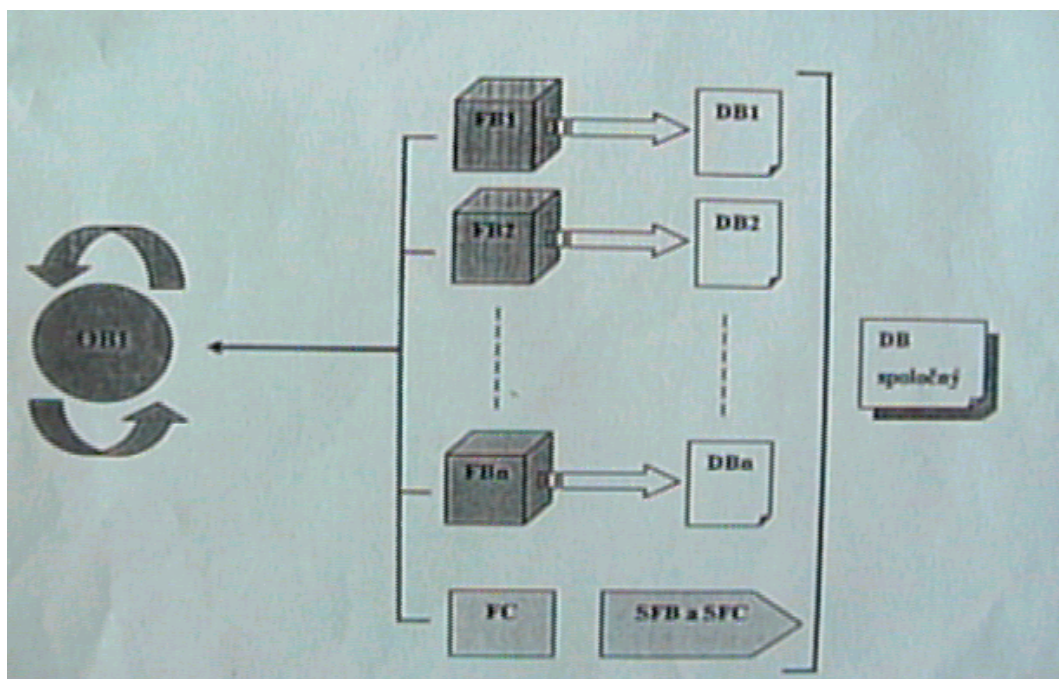 FB1
DB1
FB2
DB2
OB1
DB
spoločný
FBn
DBn
FC
SFB a SFC